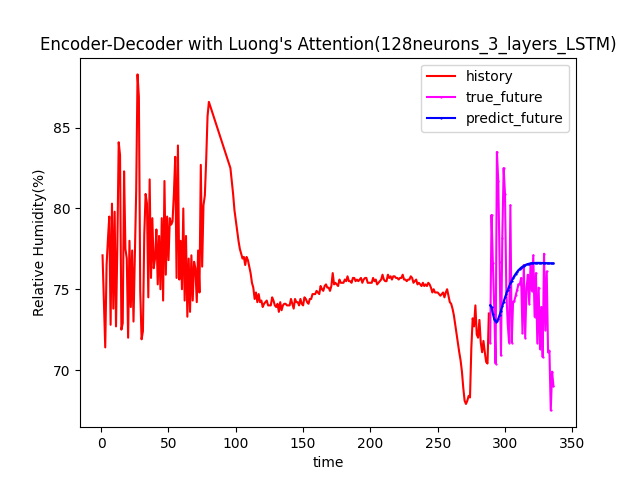 Encoder-Decoder with Luong's Attention(128neurons_3_layers_LSTM)
history
true_future
predict_future
Relative Humidity(%)
85
80
75
70
0 50 100 150 200 250 300 350
time